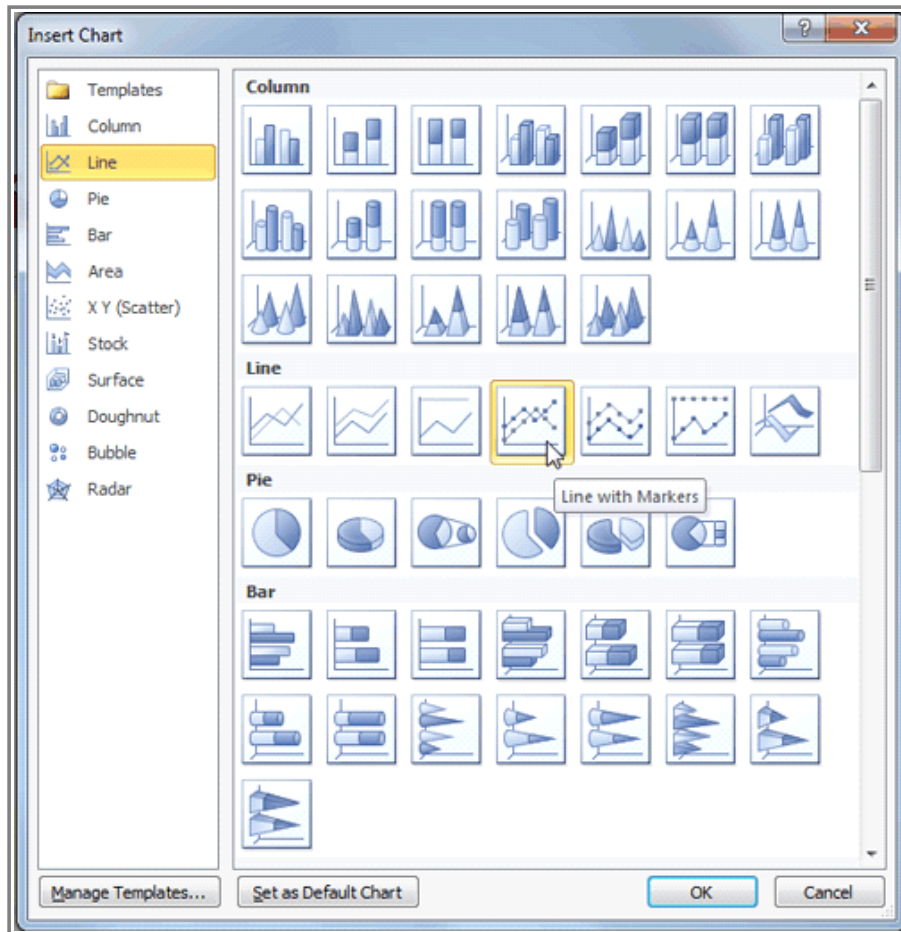 Insert Chart
Templates
Column
Line
Pie
Bar
Area
X Y (Scatter)
Stock
Surface
Doughnut
Bubble
Radar
Column
Line
Line with Markers
Pie
Bar
Manage Templates...
Set as Default Chart
OK
Cancel